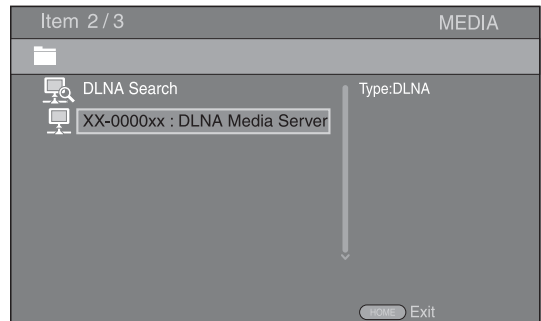 Item 2/3
MEDIA
DLNA Search
Type:DLNA
XX-0000xx : DLNA Media Server
HOME Exit